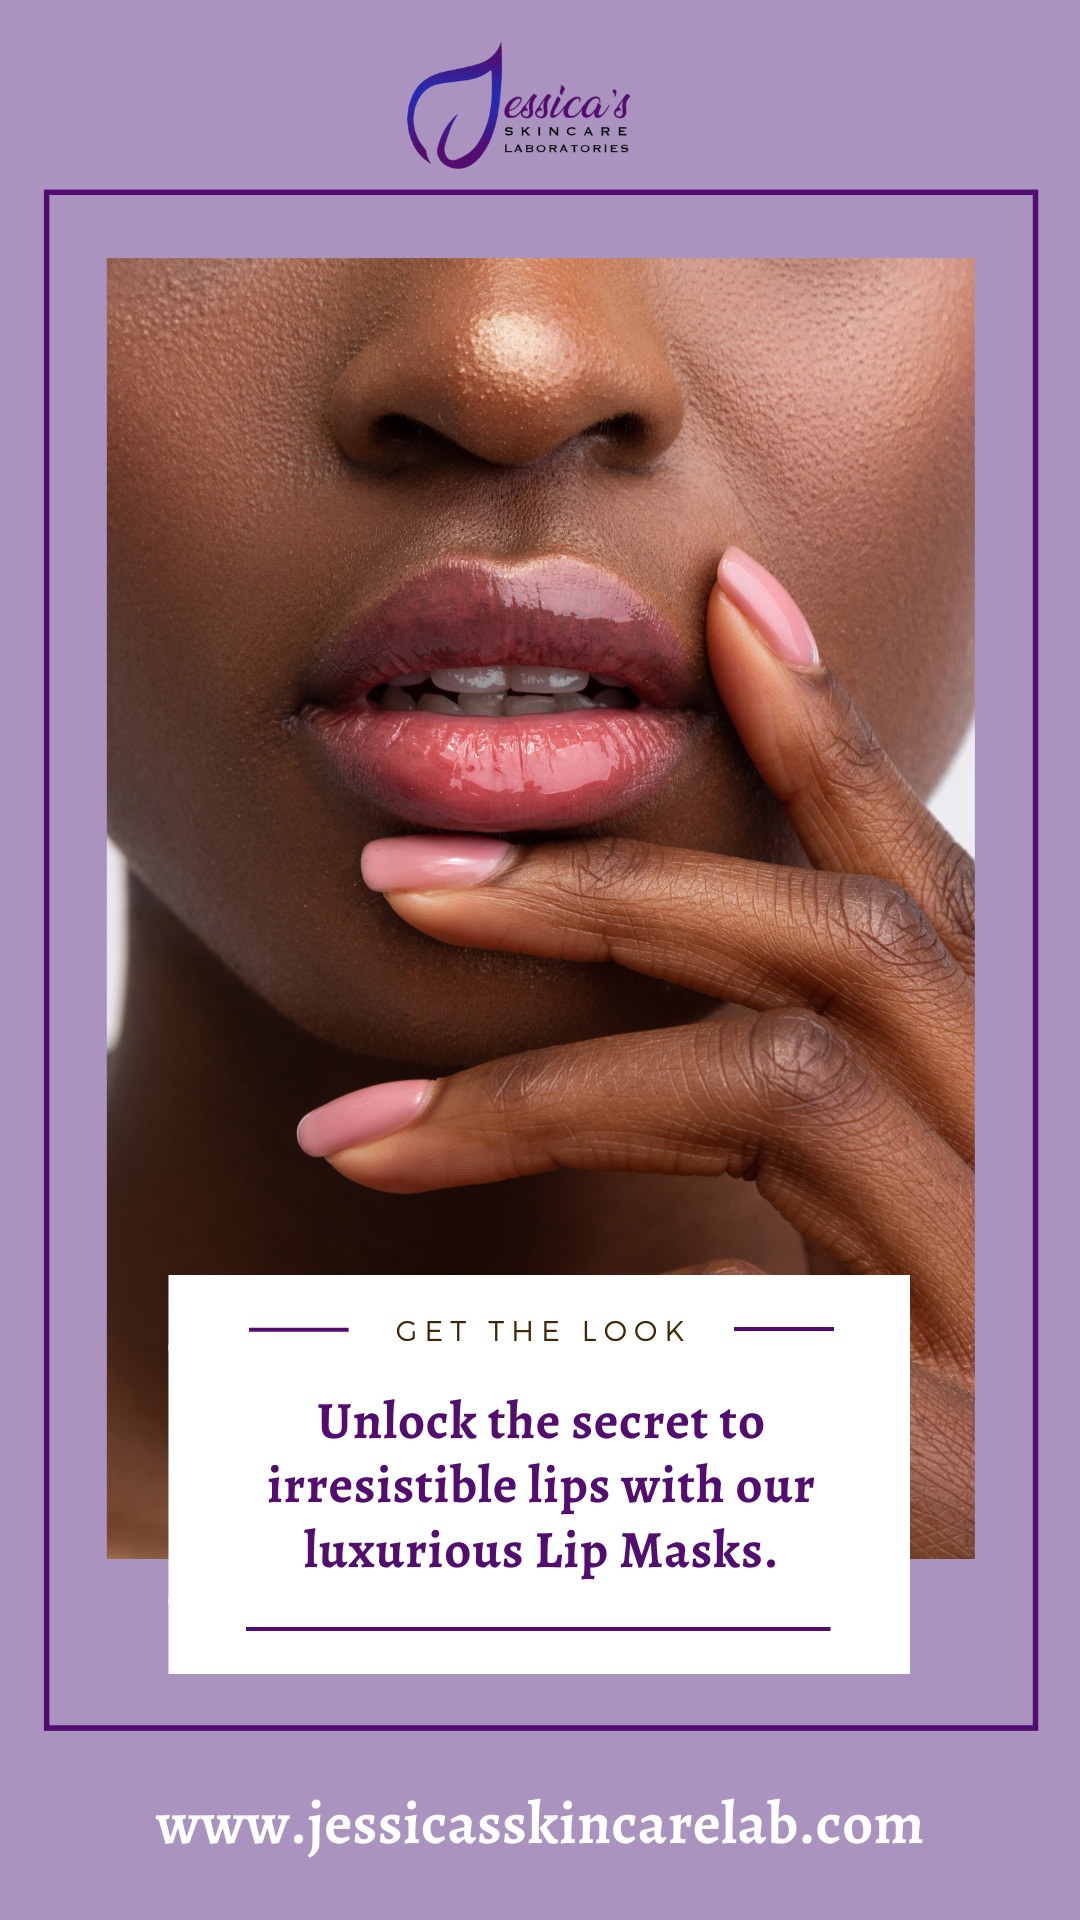 Jessica's
SKINCARE
LABORATORIES
GET THE LOOK
Unlock the secret to
irresistible lips with our
luxurious Lip Masks.
www.jessicasskincarelab.com